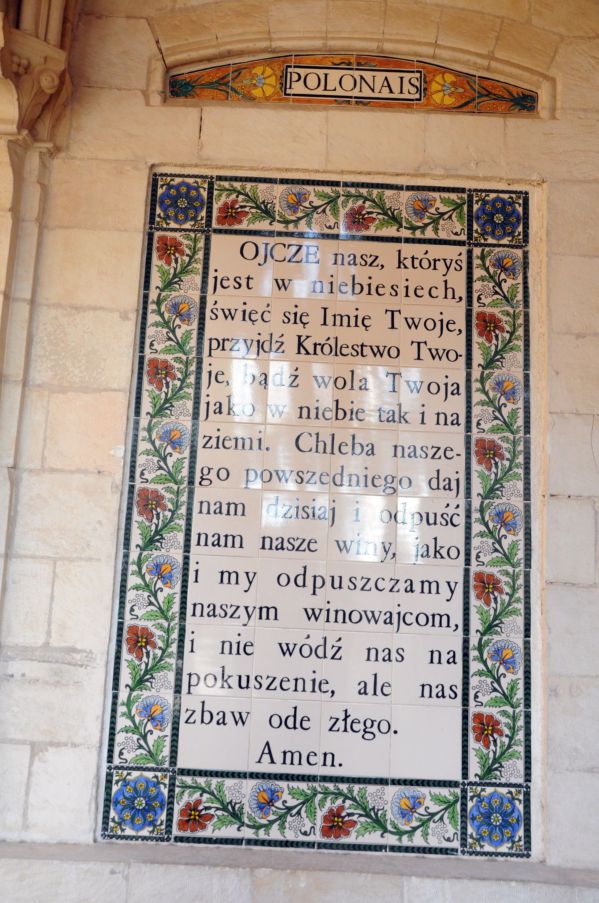 POLONAIS
OJCZE nasz, któryś
jest w niebiesiech,
święć się Imię Twoje,
przyjdź Królestwo Two-
je, bądź wola Twoja
jako w niebie tak i na
ziemi. Chleba nasze-
go powszedniego daj
nam dzisiaj i odpuść
nam nasze winy, jako
i my odpuszczamy
naszym winowajcom,
i nie wódź nas na
pokuszenie, ale nas
zbaw ode złego.
Amen.